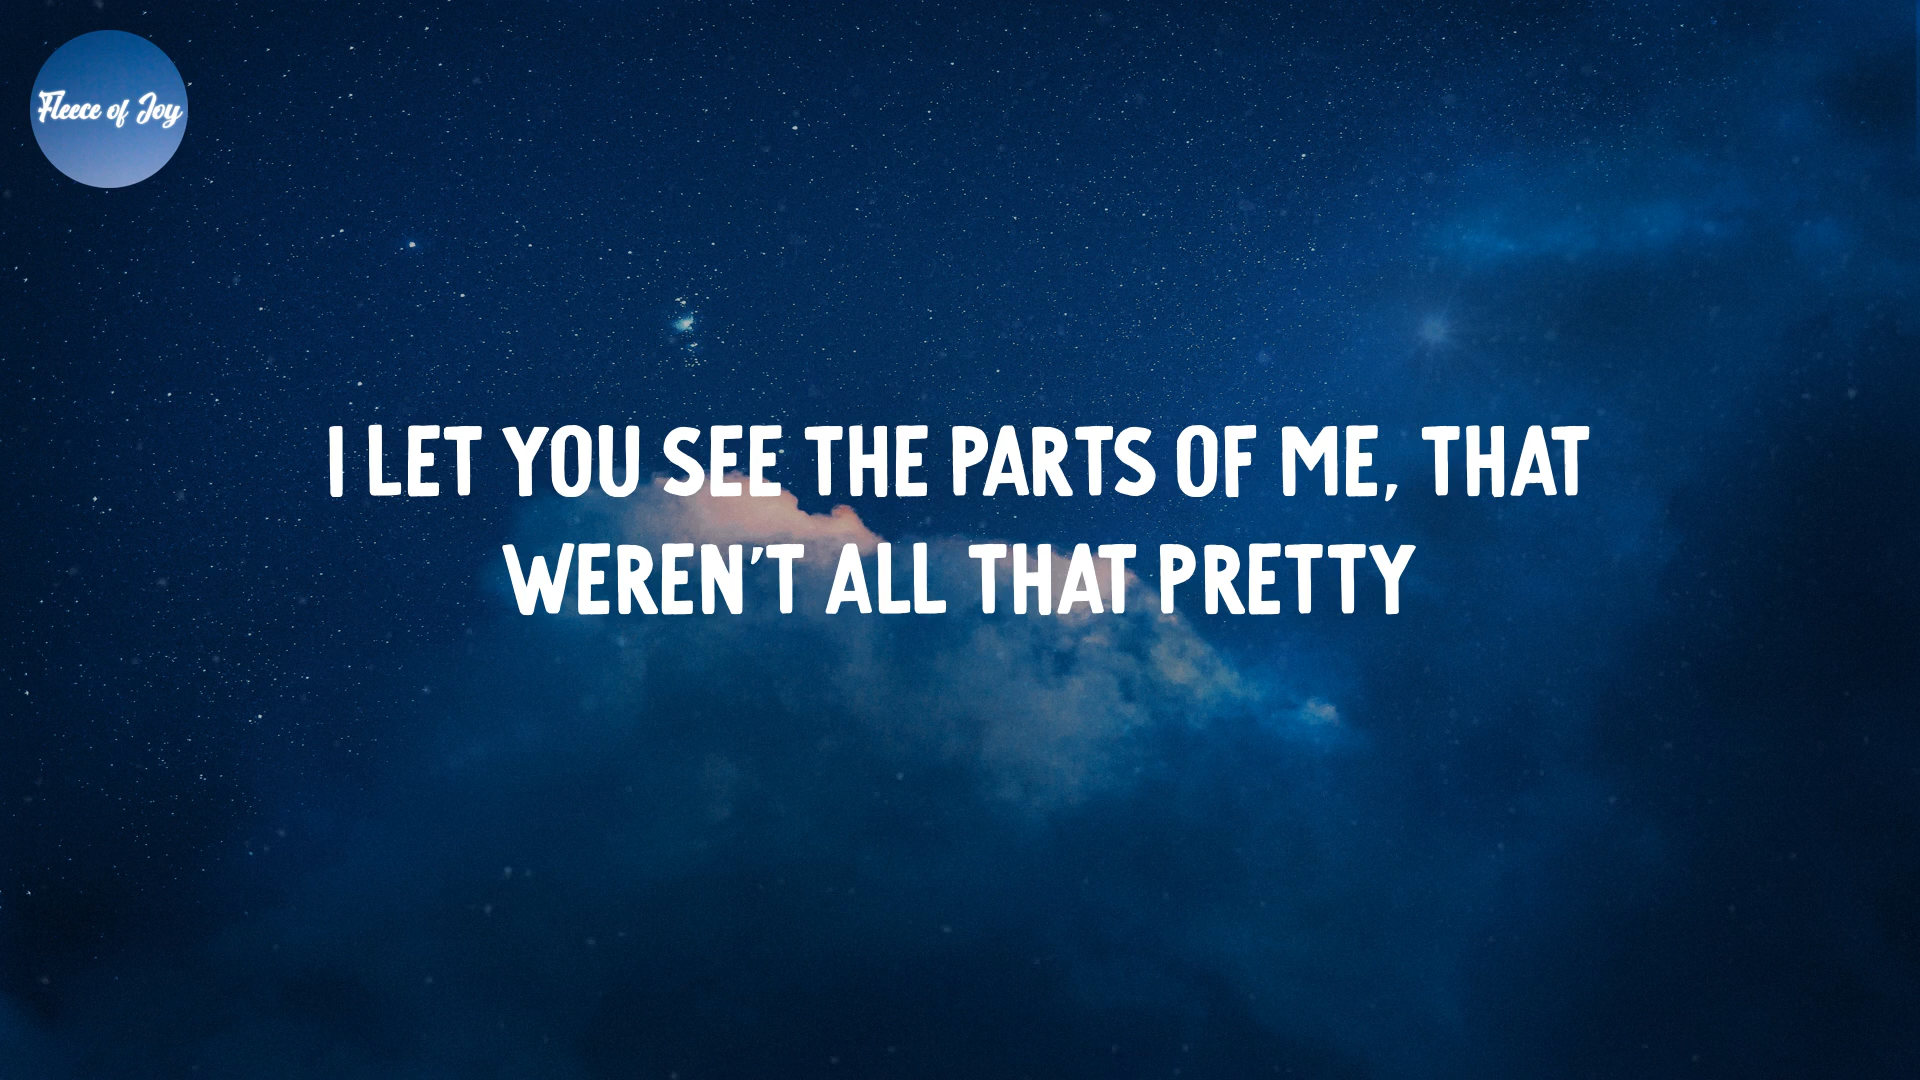 Fleece of Joy
I LET YOU SEE THE PARTS OF ME, THAT
WEREN'T ALL THAT PRETTY